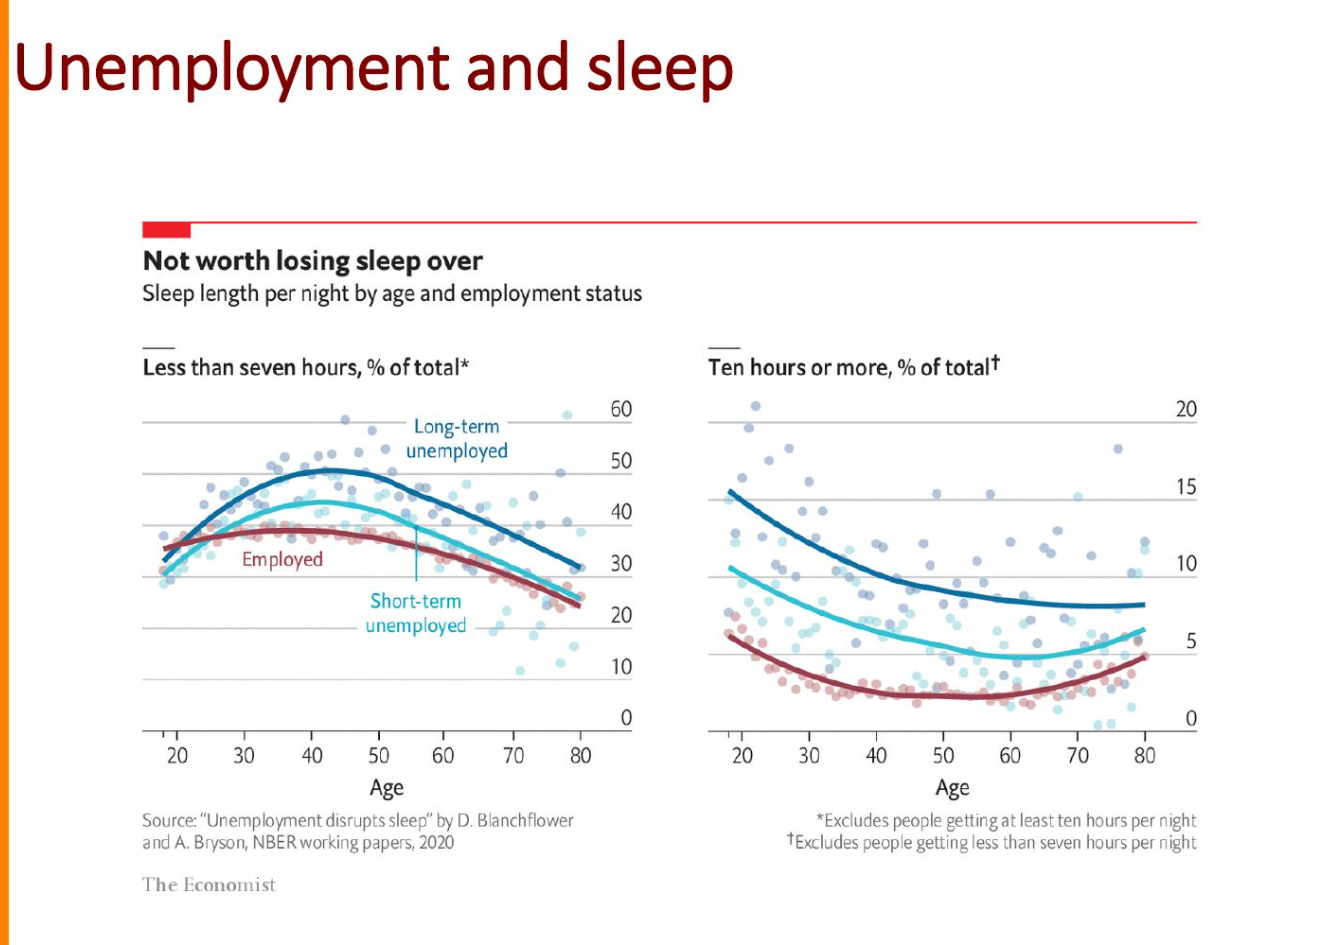 Unemployment and sleep
Not worth losing sleep over
Sleep length per night by age and employment status
Less than seven hours, % of total*
60
50
40
30
20
10
0
Long-term
unemployed
Employed
Short-term
unemployed
20 30 40 50 60 70 80
Age
Ten hours or more, % of total†
20
15
10
5
0
20 30 40 50 60 70 80
Age
Source: "Unemployment disrupts sleep" by D. Blanchflower
and A. Bryson, NBER working papers, 2020
*Excludes people getting at least ten hours per night
†Excludes people getting less than seven hours per night
The Economist